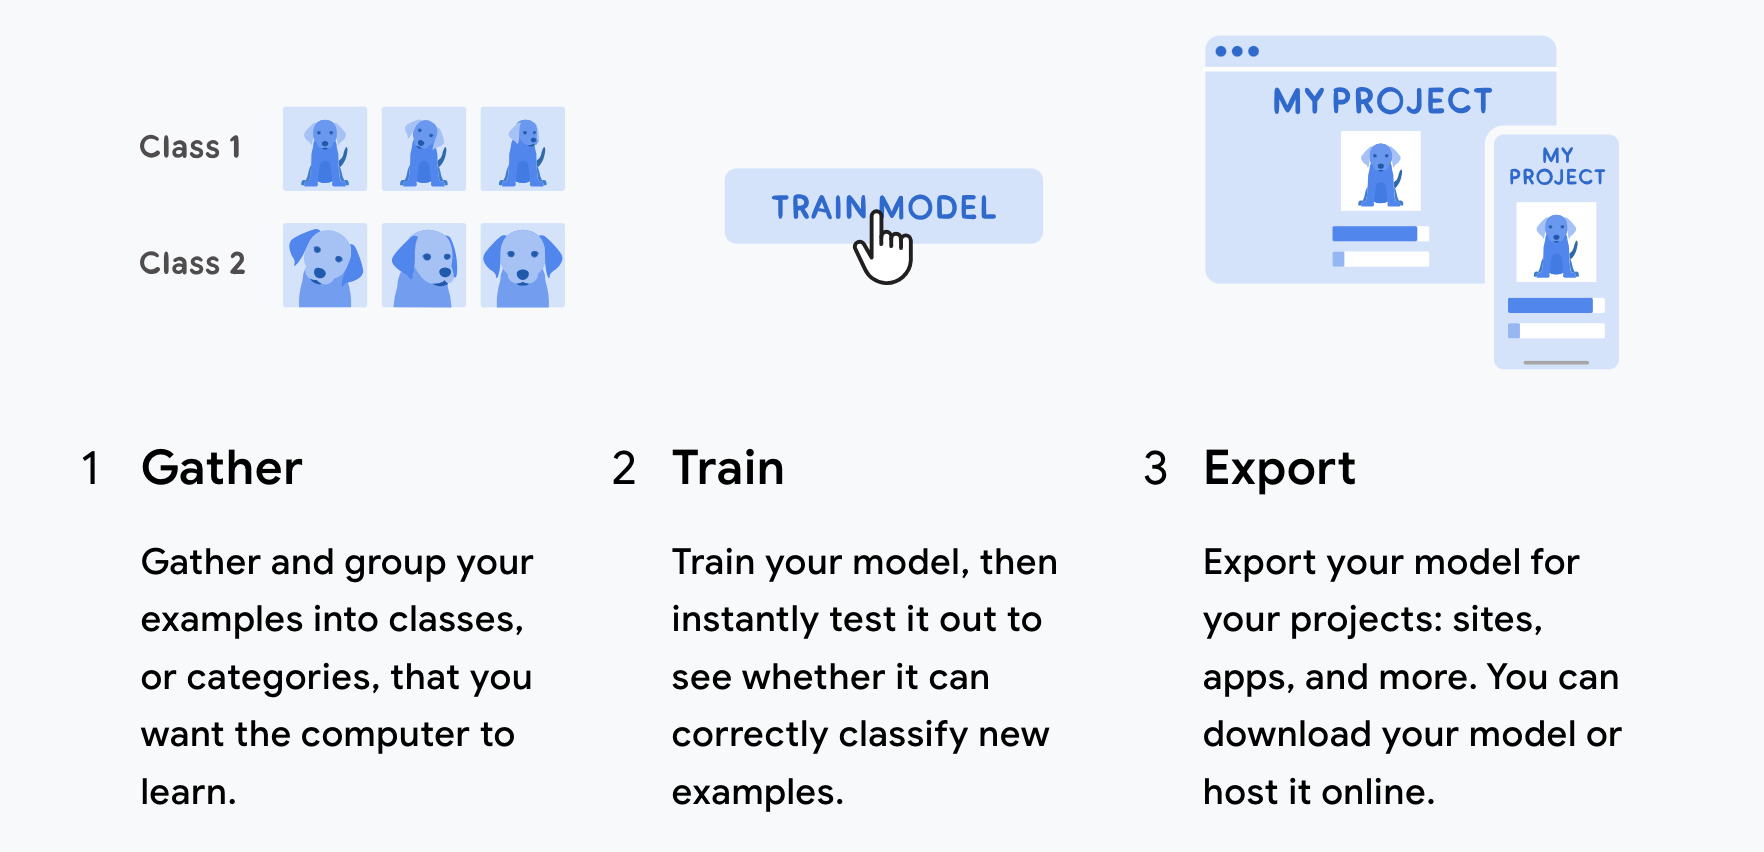 Class 1
Class 2
TRAIN MODEL
MY PROJECT
MY
PROJECT
1 Gather
Gather and group your
examples into classes,
or categories, that you
want the computer to
learn.
2 Train
Train your model, then
instantly test it out to
see whether it can
correctly classify new
examples.
3 Export
Export your model for
your projects: sites,
apps, and more. You can
download your model or
host it online.